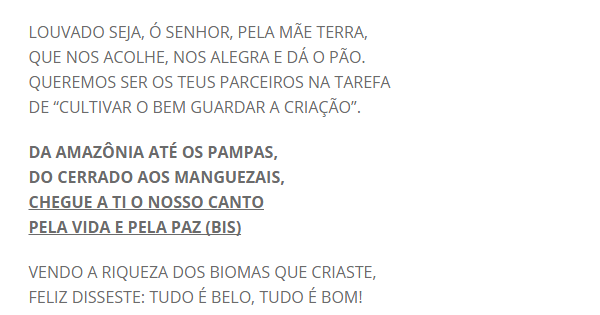 LOUVADO SEJA, Ó SENHOR, PELA MÃE TERRA,
QUE NOS ACOLHE, NOS ALEGRA E DÁ O PÃO.
QUEREMOS SER OS TEUS PARCEIROS NA TAREFA
DE “CULTIVAR O BEM GUARDAR A CRIAÇÃO”.
DA AMAZÔNIA ATÉ OS PAMPAS,
DO CERRADO AOS MANGUEZAIS,
CHEGUE A TI O NOSSO CANTO
PELA VIDA E PELA PAZ (BIS)
VENDO A RIQUEZA DOS BIOMAS QUE CRIASTE,
FELIZ DISSESTE: TUDO É BELO, TUDO É BOM!